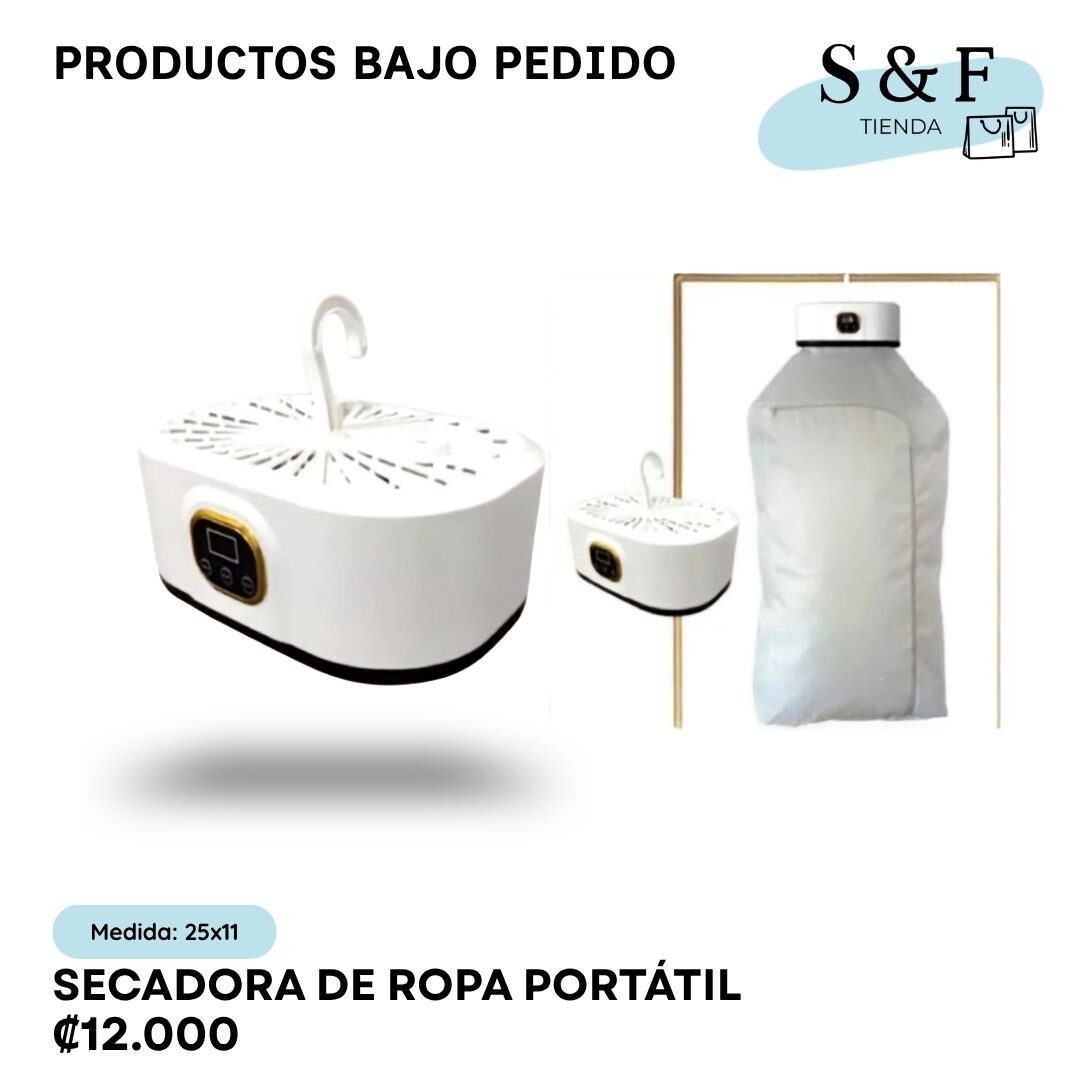 PRODUCTOS BAJO PEDIDO
S & F
TIENDA
Medida: 25x11
SECADORA DE ROPA PORTÁTIL
₡12.000